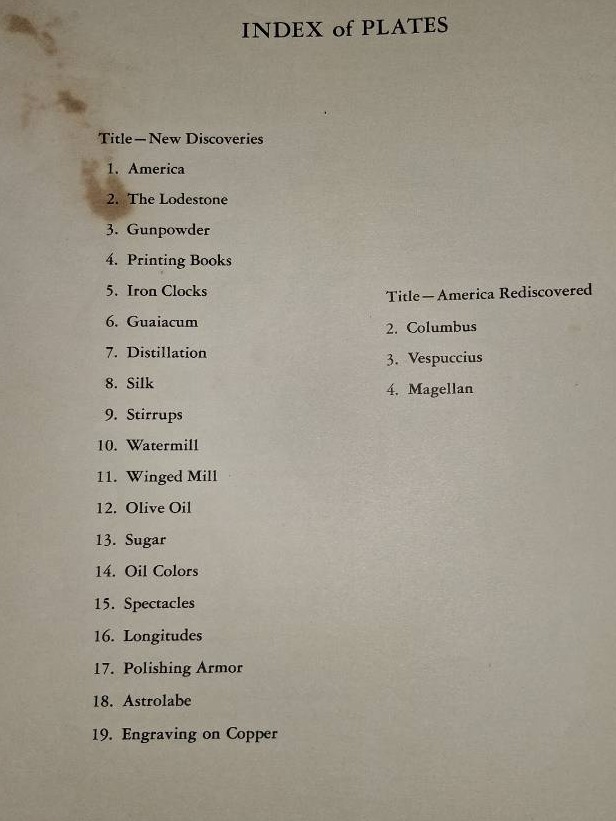 INDEX of PLATES
Title—New Discoveries
1. America
2. The Lodestone
3. Gunpowder
4. Printing Books
5. Iron Clocks
6. Guaiacum
7. Distillation
8. Silk
9. Stirrups
10. Watermill
11. Winged Mill
12. Olive Oil
13. Sugar
14. Oil Colors
15. Spectacles
16. Longitudes
17. Polishing Armor
18. Astrolabe
19. Engraving on Copper
Title—America Rediscovered
2. Columbus
3. Vespuccius
4. Magellan